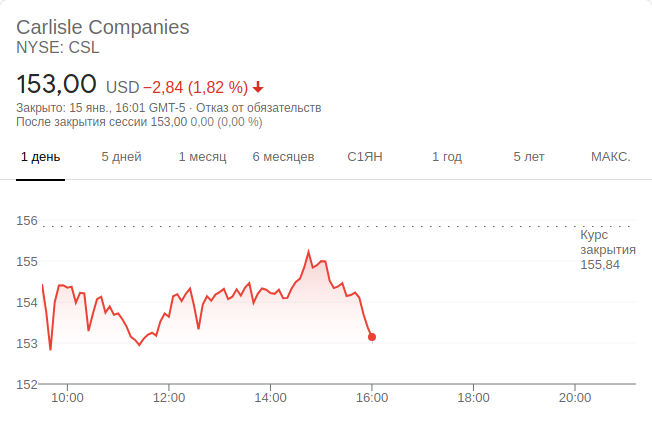 Carlisle Companies
NYSE: CSL
153,00 USD −2,84 (1,82 %)
Закрыто: 15 янв., 16:01 GMT-5 · Отказ от обязательств
После закрытия сессии 153,00 0,00 (0,00 %)
1 день 5 дней 1 месяц 6 месяцев С1ЯН 1 год 5 лет МАКС.
156
Курс
закрытия
155,84
155
154
153
152
10:00 12:00 14:00 16:00 18:00 20:00